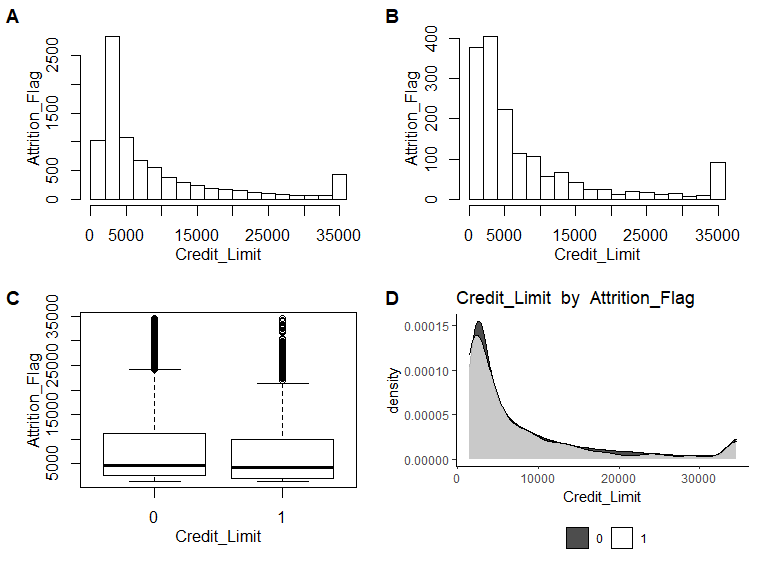 A
Attrition_Flag
0 500 1500 2500
0 5000 15000 25000 35000
Credit_Limit
B
Attrition_Flag
0 100 200 300 400
0 5000 15000 25000 35000
Credit_Limit
C
Attrition_Flag
5000 15000 25000 35000
0 1
Credit_Limit
D
Credit_Limit by Attrition_Flag
density
0.00015
0.00010
0.00005
0.00000
0 10000 20000 30000
Credit_Limit
0 1